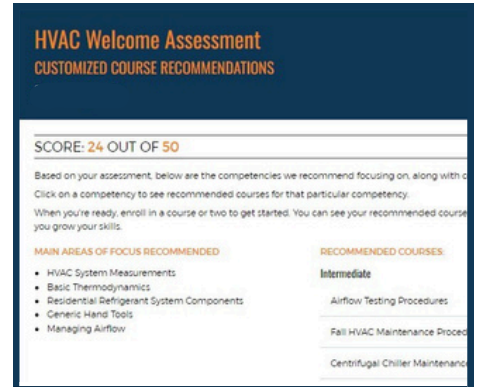 HVAC Welcome Assessment
CUSTOMIZED COURSE RECOMMENDATIONS
SCORE: 24 OUT OF 50
Based on your assessment, below are the competencies we recommend focusing on, along with c
Click on a competency to see recommended courses for that particular competency.
When you're ready, enroll in a course or two to get started. You can see your recommended course
you grow your skills.
MAIN AREAS OF FOCUS RECOMMENDED
• HVAC System Measurements
• Basic Thermodynamics
• Residential Refrigerant System Components
• Generic Hand Tools
• Managing Airflow
RECOMMENDED COURSES:
Intermediate
Airflow Testing Procedures
Fall HVAC Maintenance Proced
Centrifugal Chiller Maintenance